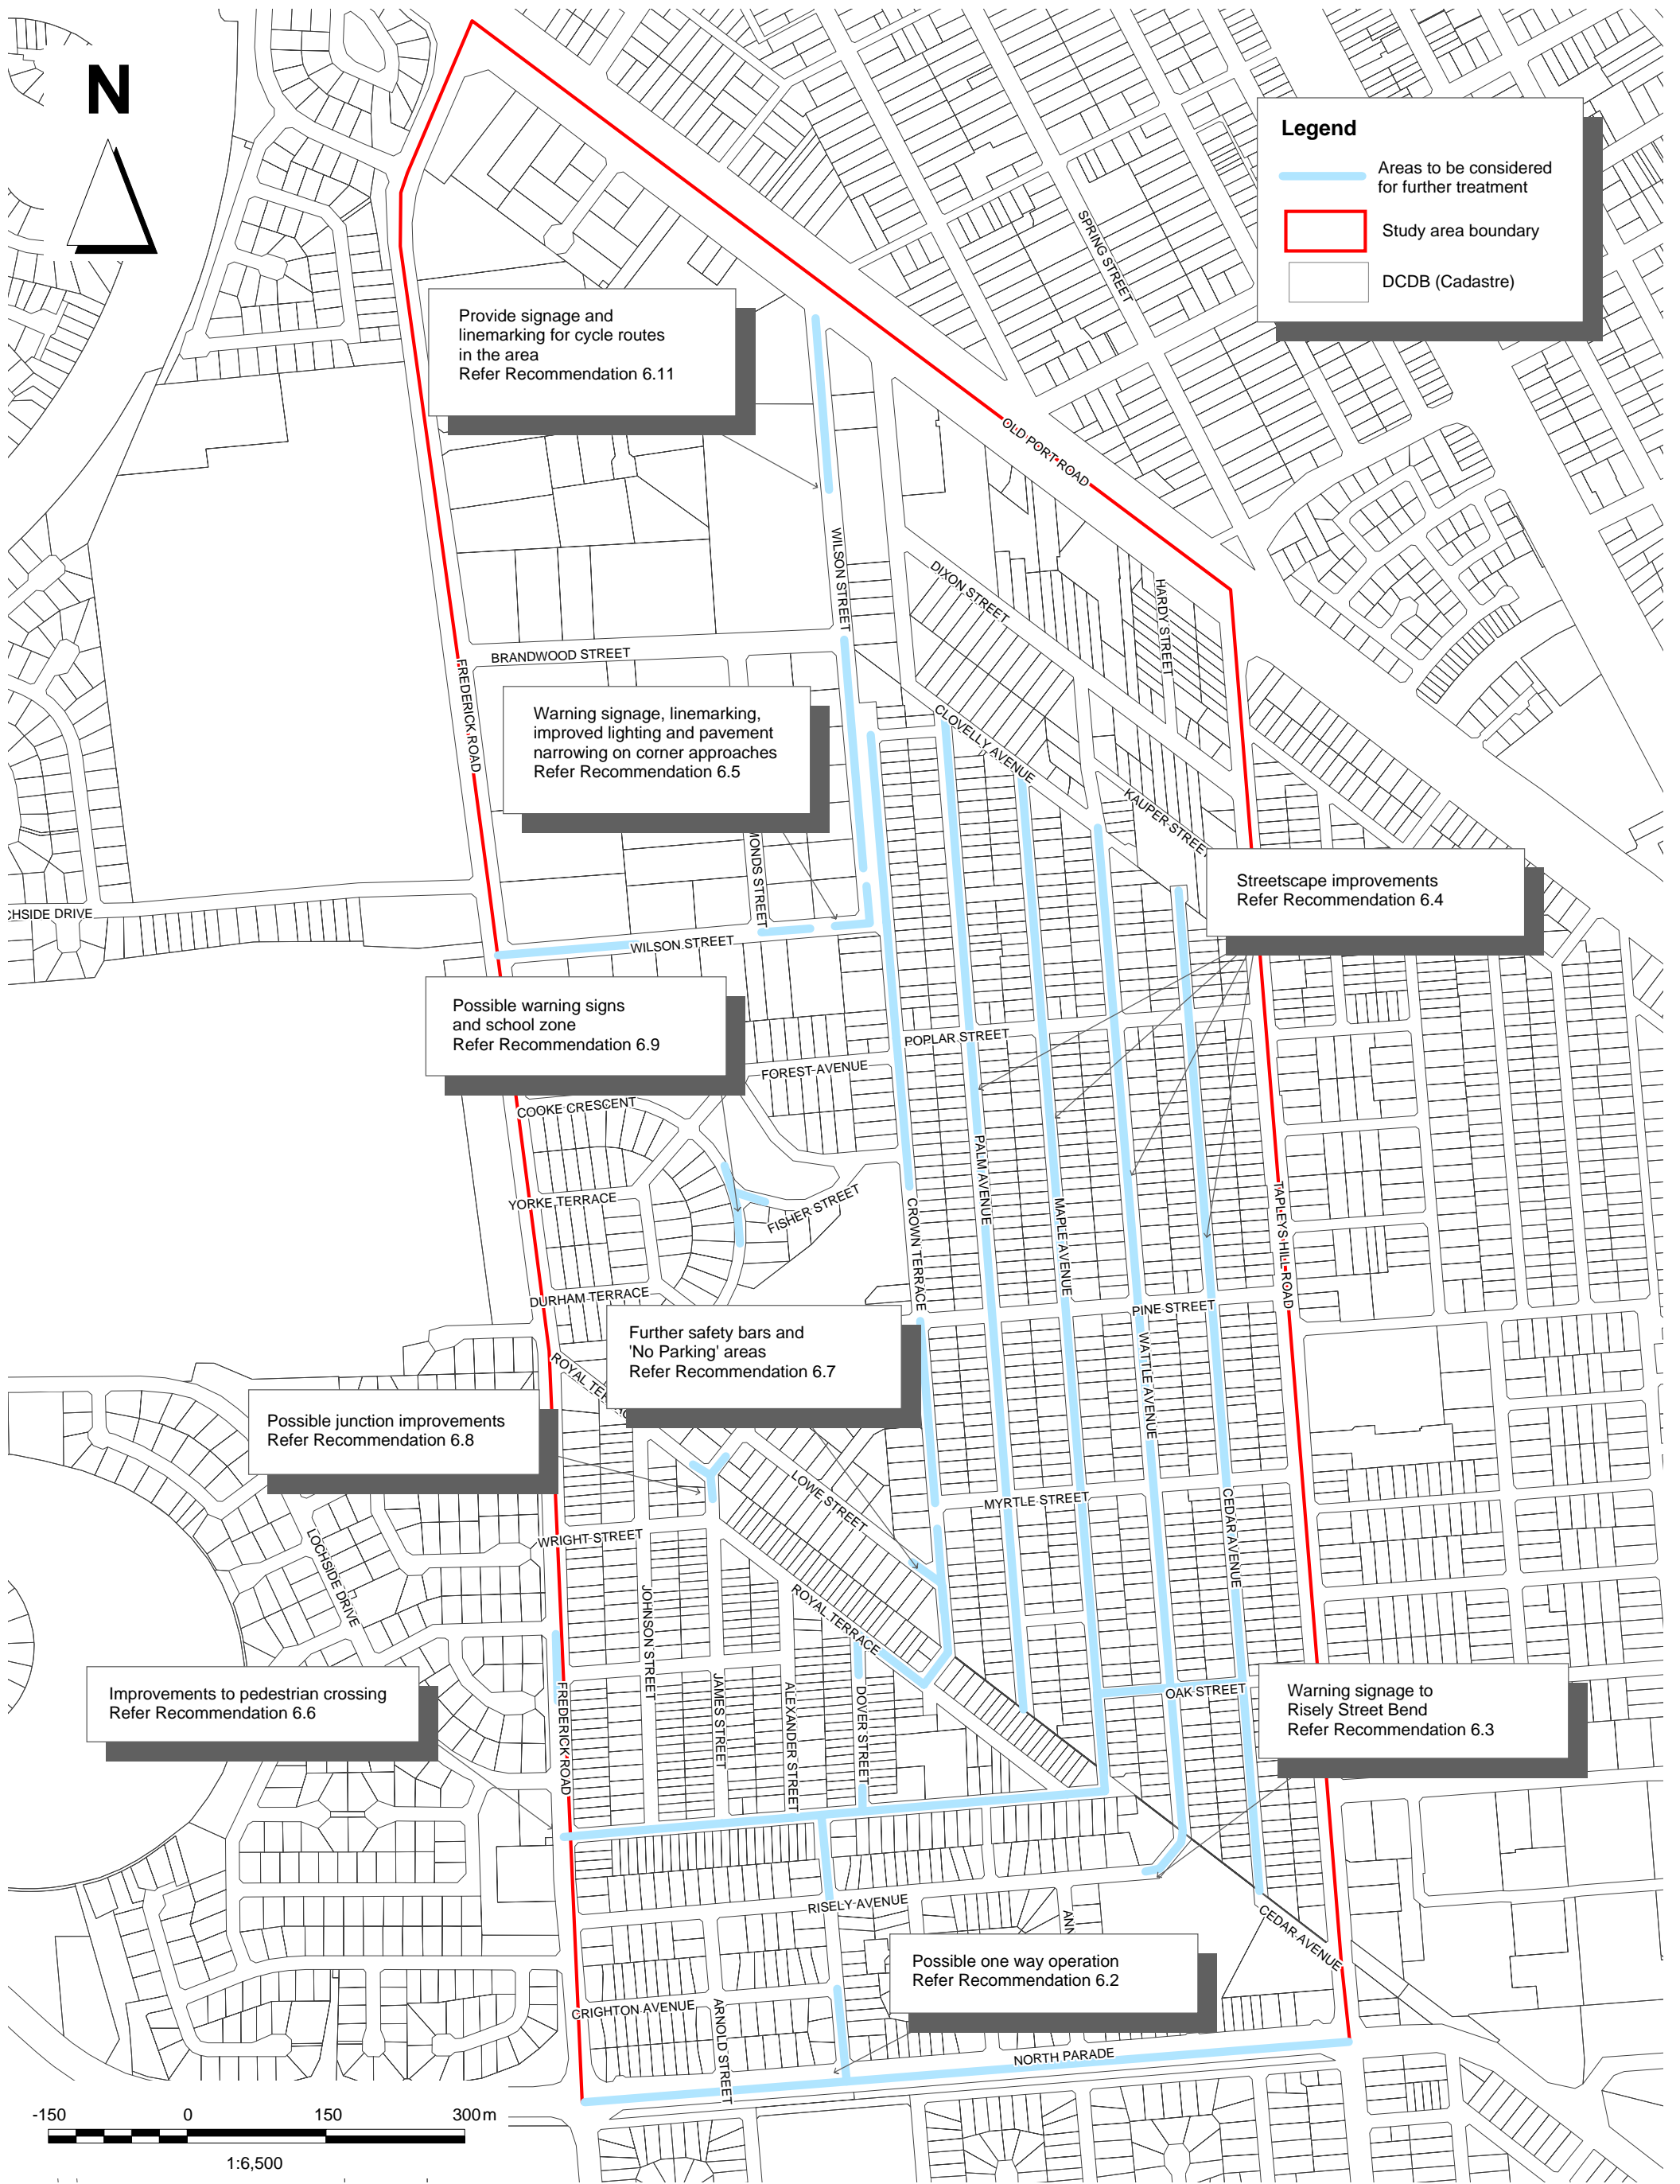 N
Legend
Areas to be considered
for further treatment
Study area boundary
DCDB (Cadastre)
SPRING STREET
Provide signage and
linemarking for cycle routes
in the area
Refer Recommendation 6.11
OLD PORT ROAD
WILSON STREET
DIXON STREET
HARDY STREET
BRANDWOOD STREET
FREDERICK ROAD
Warning signage, linemarking,
improved lighting and pavement
narrowing on corner approaches
Refer Recommendation 6.5
CLOVELLY AVENUE
KAUPER STREET
MONDS STREET
Streetscape improvements
Refer Recommendation 6.4
CHSIDE DRIVE
WILSON STREET
Possible warning signs
and school zone
Refer Recommendation 6.9
POPLAR STREET
FOREST AVENUE
COOKE CRESCENT
YORKE TERRACE
FISHER STREET
CROWN TERRACE
PALM AVENUE
MAPLE AVENUE
TAPLEYS HILL ROAD
DURHAM TERRACE
PINE STREET
WATTLE AVENUE
Further safety bars and
'No Parking' areas
Refer Recommendation 6.7
ROYAL TER
Possible junction improvements
Refer Recommendation 6.8
LOWE STREET
MYRTLE STREET
CEDAR AVENUE
WRIGHT STREET
LOCHSIDE DRIVE
JOHNSON STREET
ROYAL TERRACE
Improvements to pedestrian crossing
Refer Recommendation 6.6
FREDERICK ROAD
JAMES STREET
ALEXANDER STREET
DOVER STREET
OAK STREET
Warning signage to
Risely Street Bend
Refer Recommendation 6.3
RISELY AVENUE
ANN
CEDAR AVENUE
Possible one way operation
Refer Recommendation 6.2
CRIGHTON AVENUE
ARNOLD STREET
NORTH PARADE
-150 0 150 300m
1:6,500